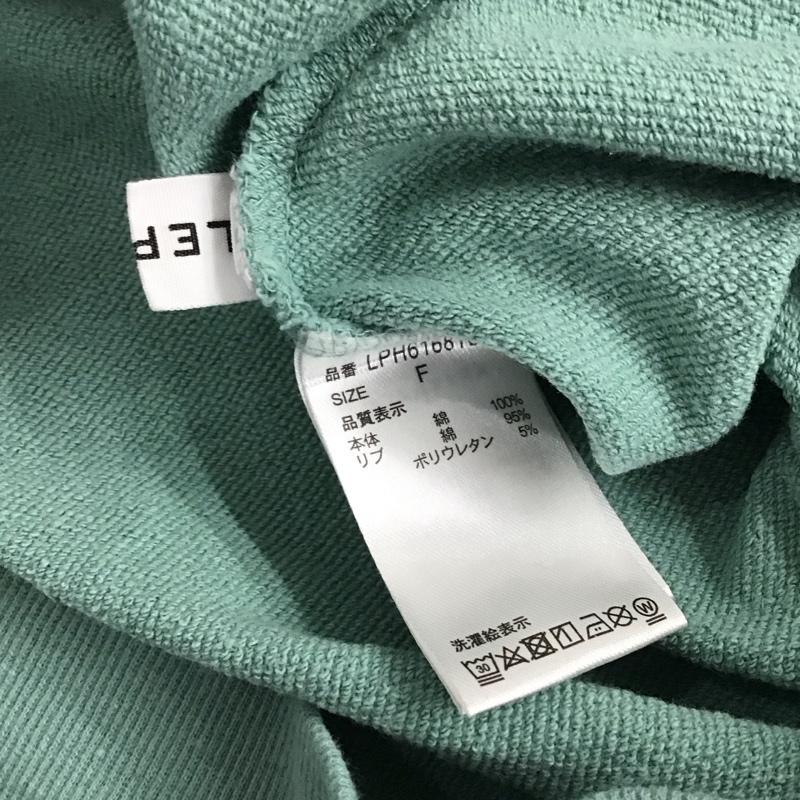 LEP
品番 LPH61681
SIZE F
品質表示
本体 綿 100%
リブ 綿 95%
ポリウレタン 5%
洗濯絵表示
30
W